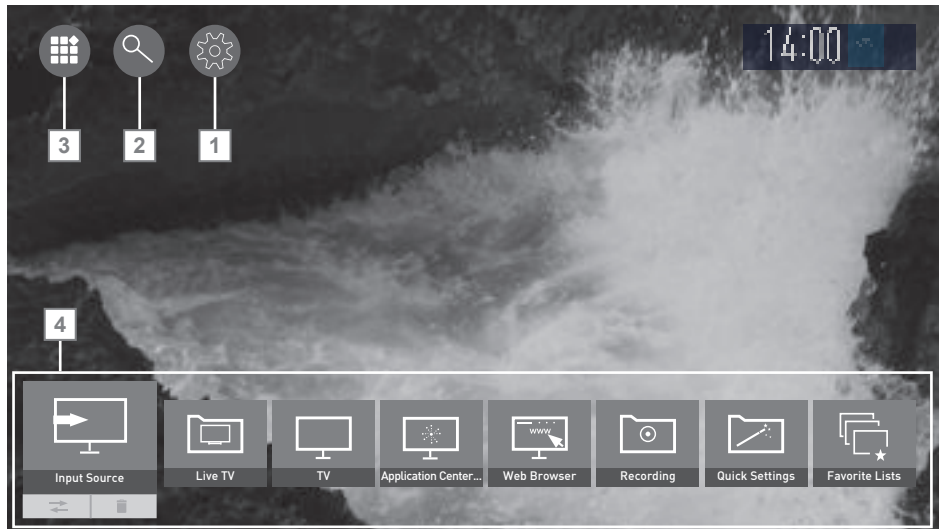 14:00
3
2
1
4
www
Input Source
Live TV
TV
Application Center...
Web Browser
Recording
Quick Settings
Favorite Lists